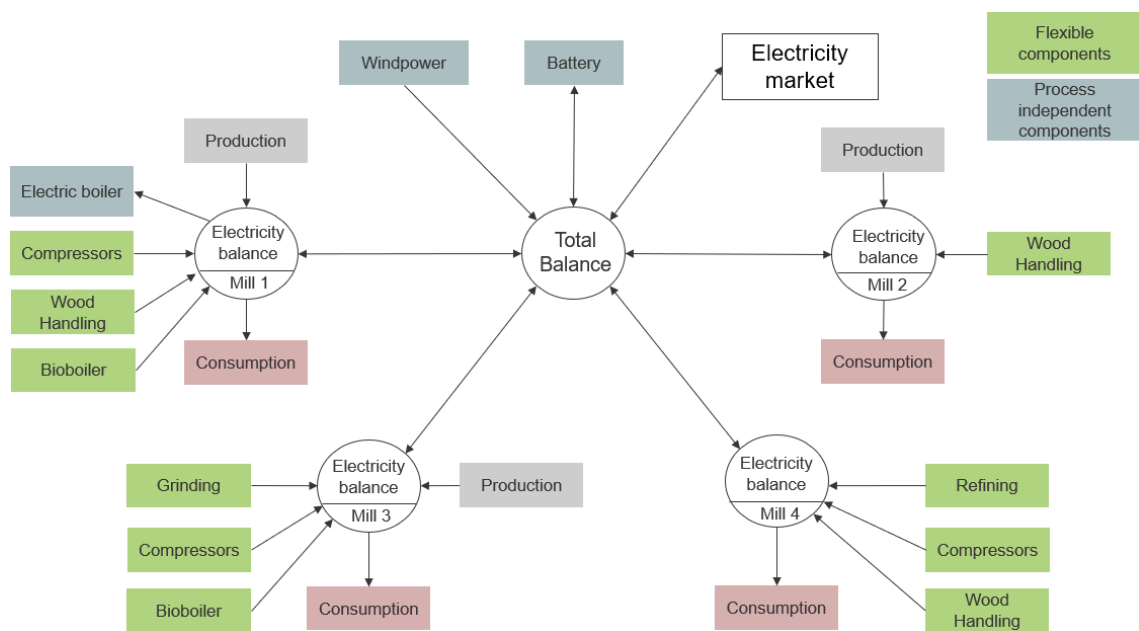 Flexible
components
Windpower
Battery
Electricity
market
Process
independent
components
Production
Production
Electric boiler
Electricity
balance
Mill 1
Compressors
Wood
Handling
Bioboiler
Consumption
Total
Balance
Electricity
balance
Mill 2
Wood
Handling
Consumption
Grinding
Compressors
Bioboiler
Electricity
balance
Mill 3
Production
Consumption
Electricity
balance
Mill 4
Refining
Compressors
Wood
Handling
Consumption